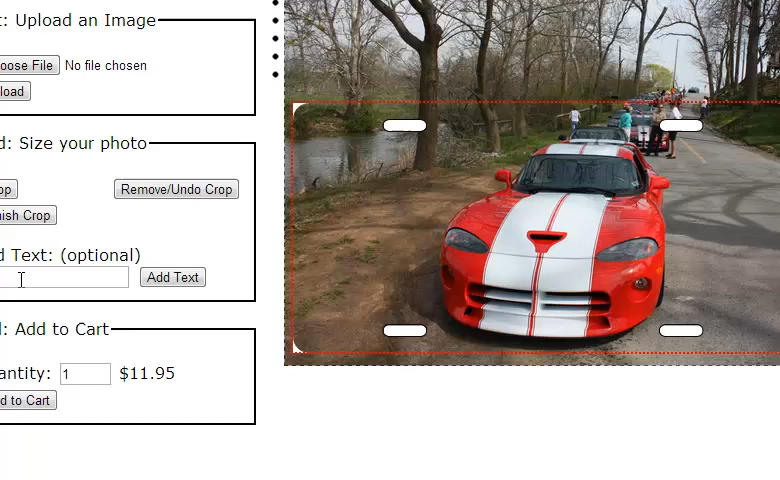 : Upload an Image
oose File No file chosen
load
d: Size your photo
op Remove/Undo Crop
nish Crop
d Text: (optional)
Add Text
l: Add to Cart
antity: 1 $11.95
d to Cart